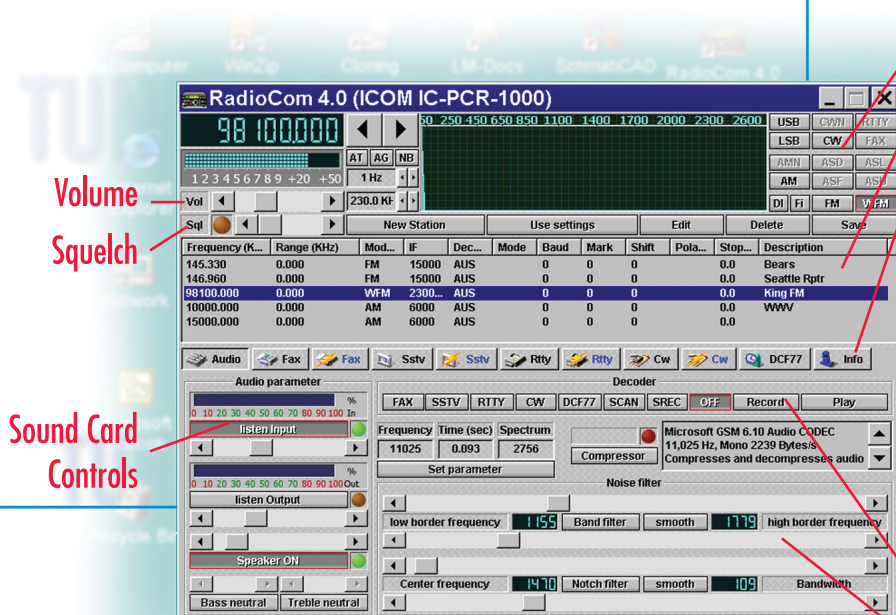 Computer WinZip Cloning LM-Docs SchmatiCAD RadioCom 4.0
RadioCom 4.0 (ICOM IC-PCR-1000)
98 100,000
50 250 450 650 850 1100 1400 1700 2000 2300 2600
USB CWN RTTY
LSB CW FAX
AT AG NB
AMN ASD ASL
1 2 3 4 5 6 7 8 9 +20 +50
1 Hz
AM ASF ASU
Volume
Vol
230.0 KH
DI Fi FM WFM
Squelch
Sql
New Station Use settings Edit Delete Save
Frequency (K... Range (KHz) Mod... IF Dec... Mode Baud Mark Shift Pola... Stop... Description
145.330 0.000 FM 15000 AUS 0 0 0.0 Bears
146.960 0.000 FM 15000 AUS 0 0 0.0 Seattle Rptr
98100.000 0.000 WFM 2300... AUS 0 0 0.0 King FM
10000.000 0.000 AM 6000 AUS 0 0 0.0 WWV
15000.000 0.000 AM 6000 AUS 0 0 0.0
Audio Fax Fax Sstv Sstv Rtty Rtty Cw Cw DCF77 Info
Audio parameter
Decoder
%
0 10 20 30 40 50 60 70 80 90 100 In
FAX SSTV RTTY CW DCF77 SCAN SREC OFF Record Play
Sound Card
Controls
listen Input
Frequency Time (sec) Spectrum
11025 0.093 2756
Set parameter
Compressor
Microsoft GSM 6.10 Audio CODEC
11,025 Hz, Mono 2239 Bytes/s
Compresses and decompresses audio
%
0 10 20 30 40 50 60 70 80 90 100 Out
listen Output
Noise filter
low border frequency 1155 Band filter smooth 1779 high border frequency
Speaker ON
Center frequency 1470 Notch filter smooth 109 Bandwidth
Bass neutral Treble neutral
Recycle Bin